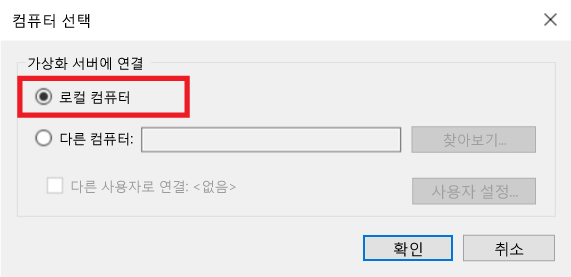 컴퓨터 선택
가상화 서버에 연결
로컬 컴퓨터
다른 컴퓨터: 찾아보기...
다른 사용자로 연결: <없음> 사용자 설정...
확인 취소